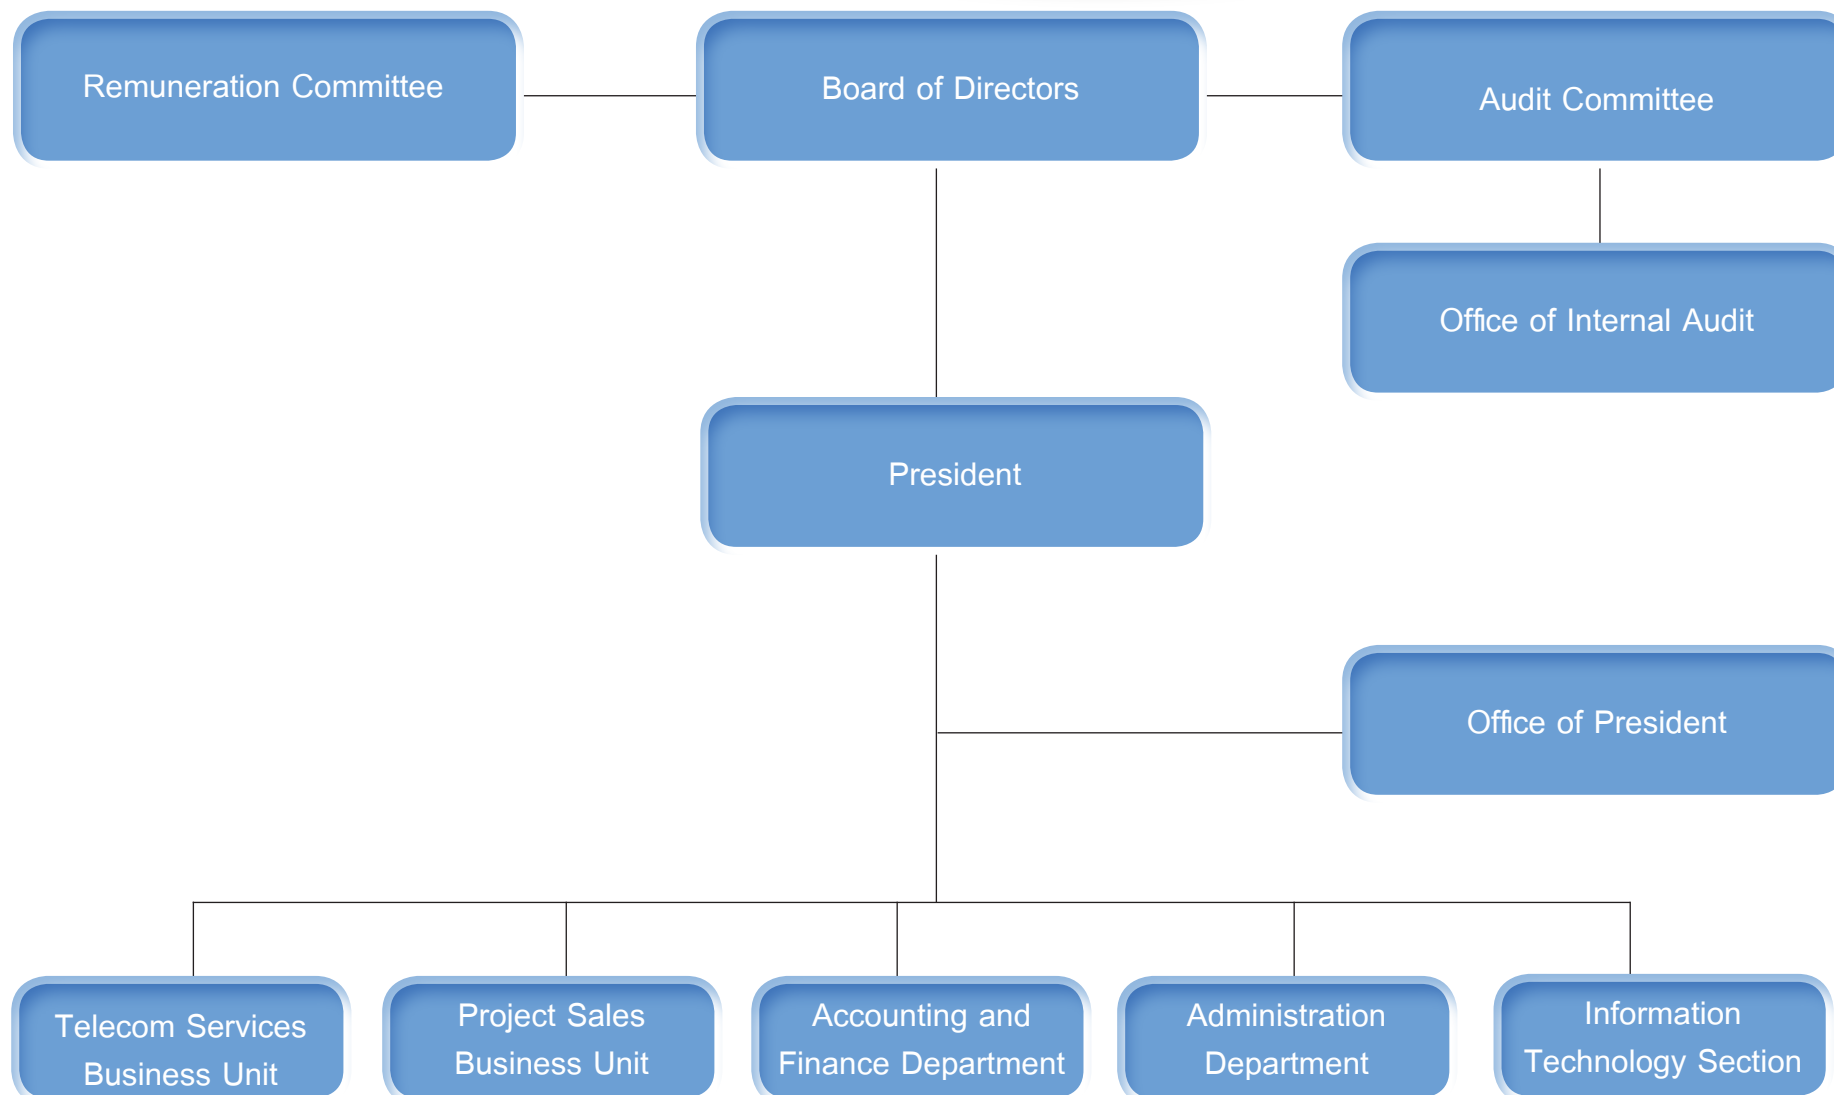 Remuneration Committee
Board of Directors
Audit Committee
Office of Internal Audit
President
Office of President
Telecom Services
Business Unit
Project Sales
Business Unit
Accounting and
Finance Department
Administration
Department
Information
Technology Section